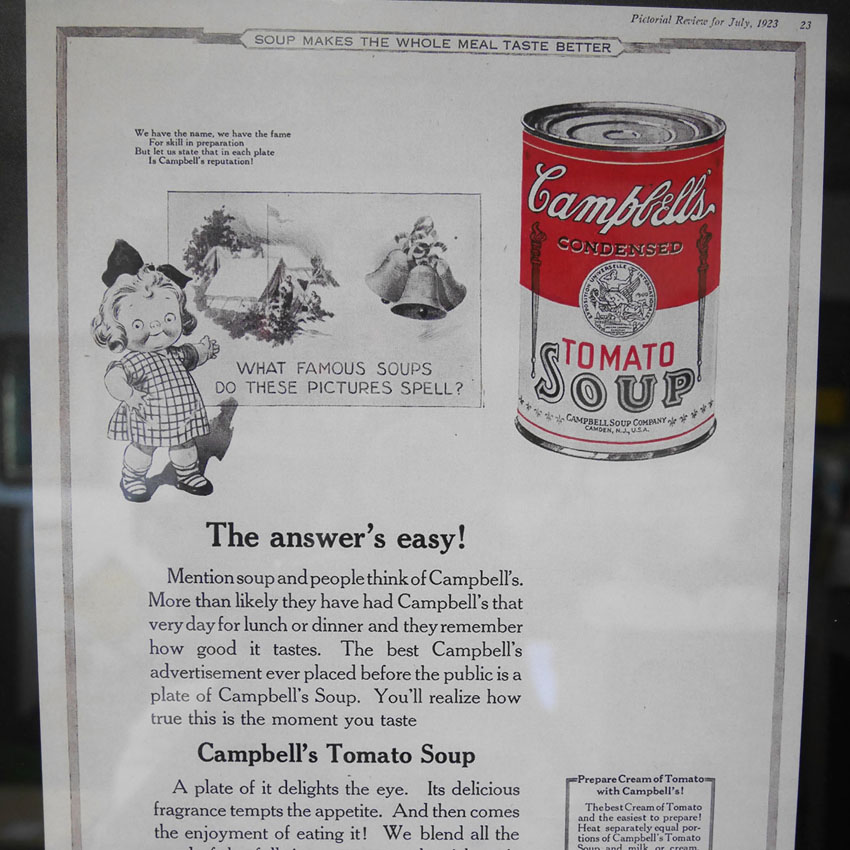 Pictorial Review for July, 1923 23
SOUP MAKES THE WHOLE MEAL TASTE BETTER
We have the name, we have the fame
For skill in preparation
But let us state that in each plate
Is Campbell's reputation!
WHAT FAMOUS SOUPS
DO THESE PICTURES SPELL?
Campbell's
CONDENSED
EXPOSITION UNIVERSELLE INTERNATIONALE
TOMATO
SOUP
CAMPBELL SOUP COMPANY
CAMDEN, N.J., U.S.A.
The answer's easy!
Mention soup and people think of Campbell's.
More than likely they have had Campbell's that
very day for lunch or dinner and they remember
how good it tastes. The best Campbell's
advertisement ever placed before the public is a
plate of Campbell's Soup. You'll realize how
true this is the moment you taste
Campbell's Tomato Soup
A plate of it delights the eye. Its delicious
fragrance tempts the appetite. And then comes
the enjoyment of eating it! We blend all the
Prepare Cream of Tomato
with Campbell's!
The best Cream of Tomato
and the easiest to prepare!
Heat separately equal por-
tions of Campbell's Tomato
Soup and milk or cream